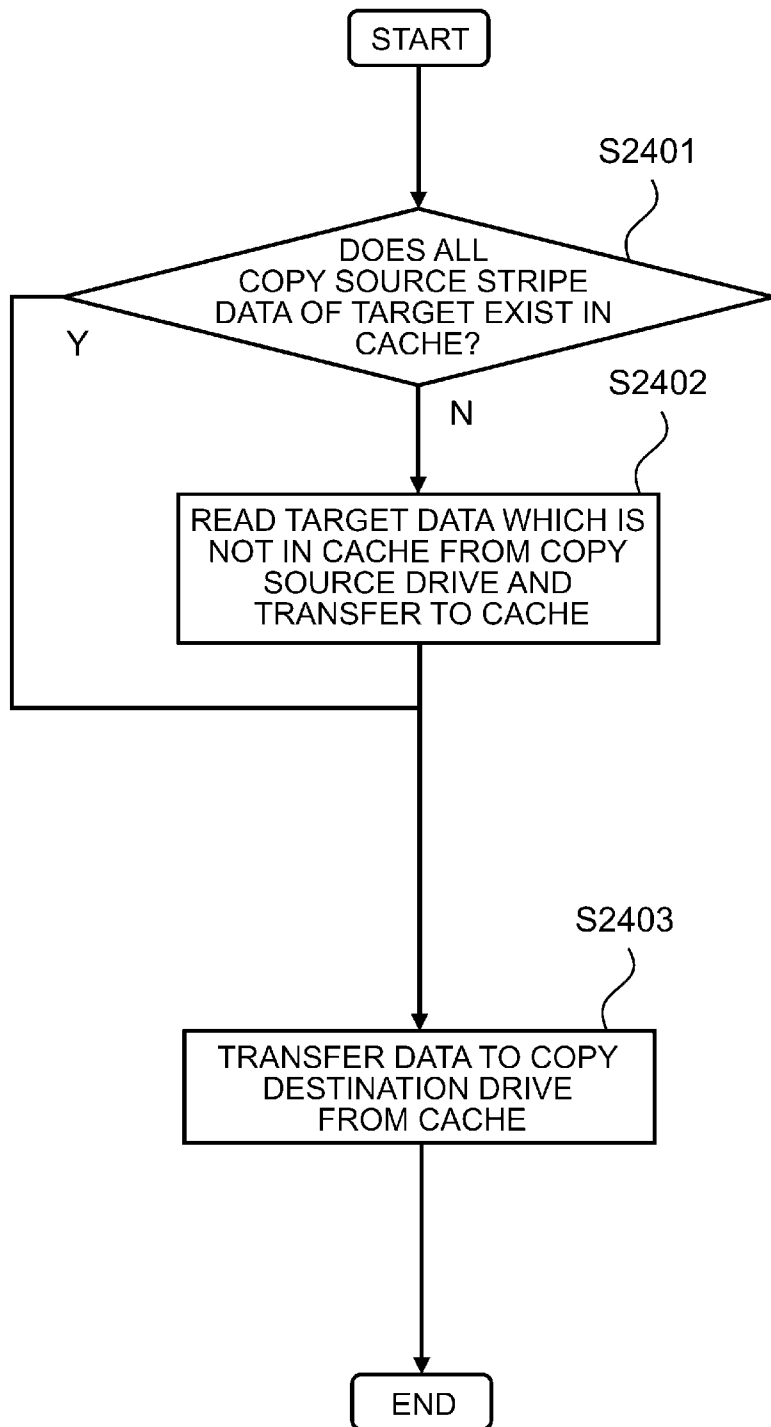 START
S2401
DOES ALL
COPY SOURCE STRIPE
DATA OF TARGET EXIST IN
CACHE?
Y
S2402
N
READ TARGET DATA WHICH IS
NOT IN CACHE FROM COPY
SOURCE DRIVE AND
TRANSFER TO CACHE
S2403
TRANSFER DATA TO COPY
DESTINATION DRIVE
FROM CACHE
END